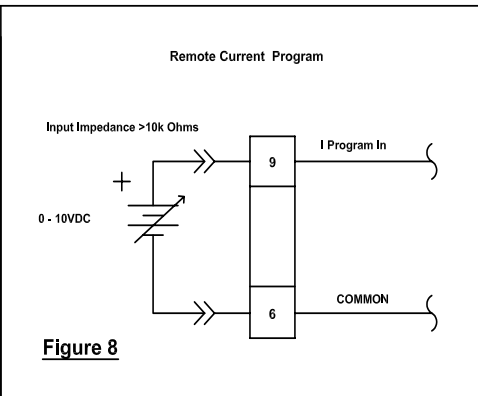 Remote Current Program
Input Impedance >10k Ohms
9
I Program In
+
0 - 10VDC
6
COMMON
Figure 8